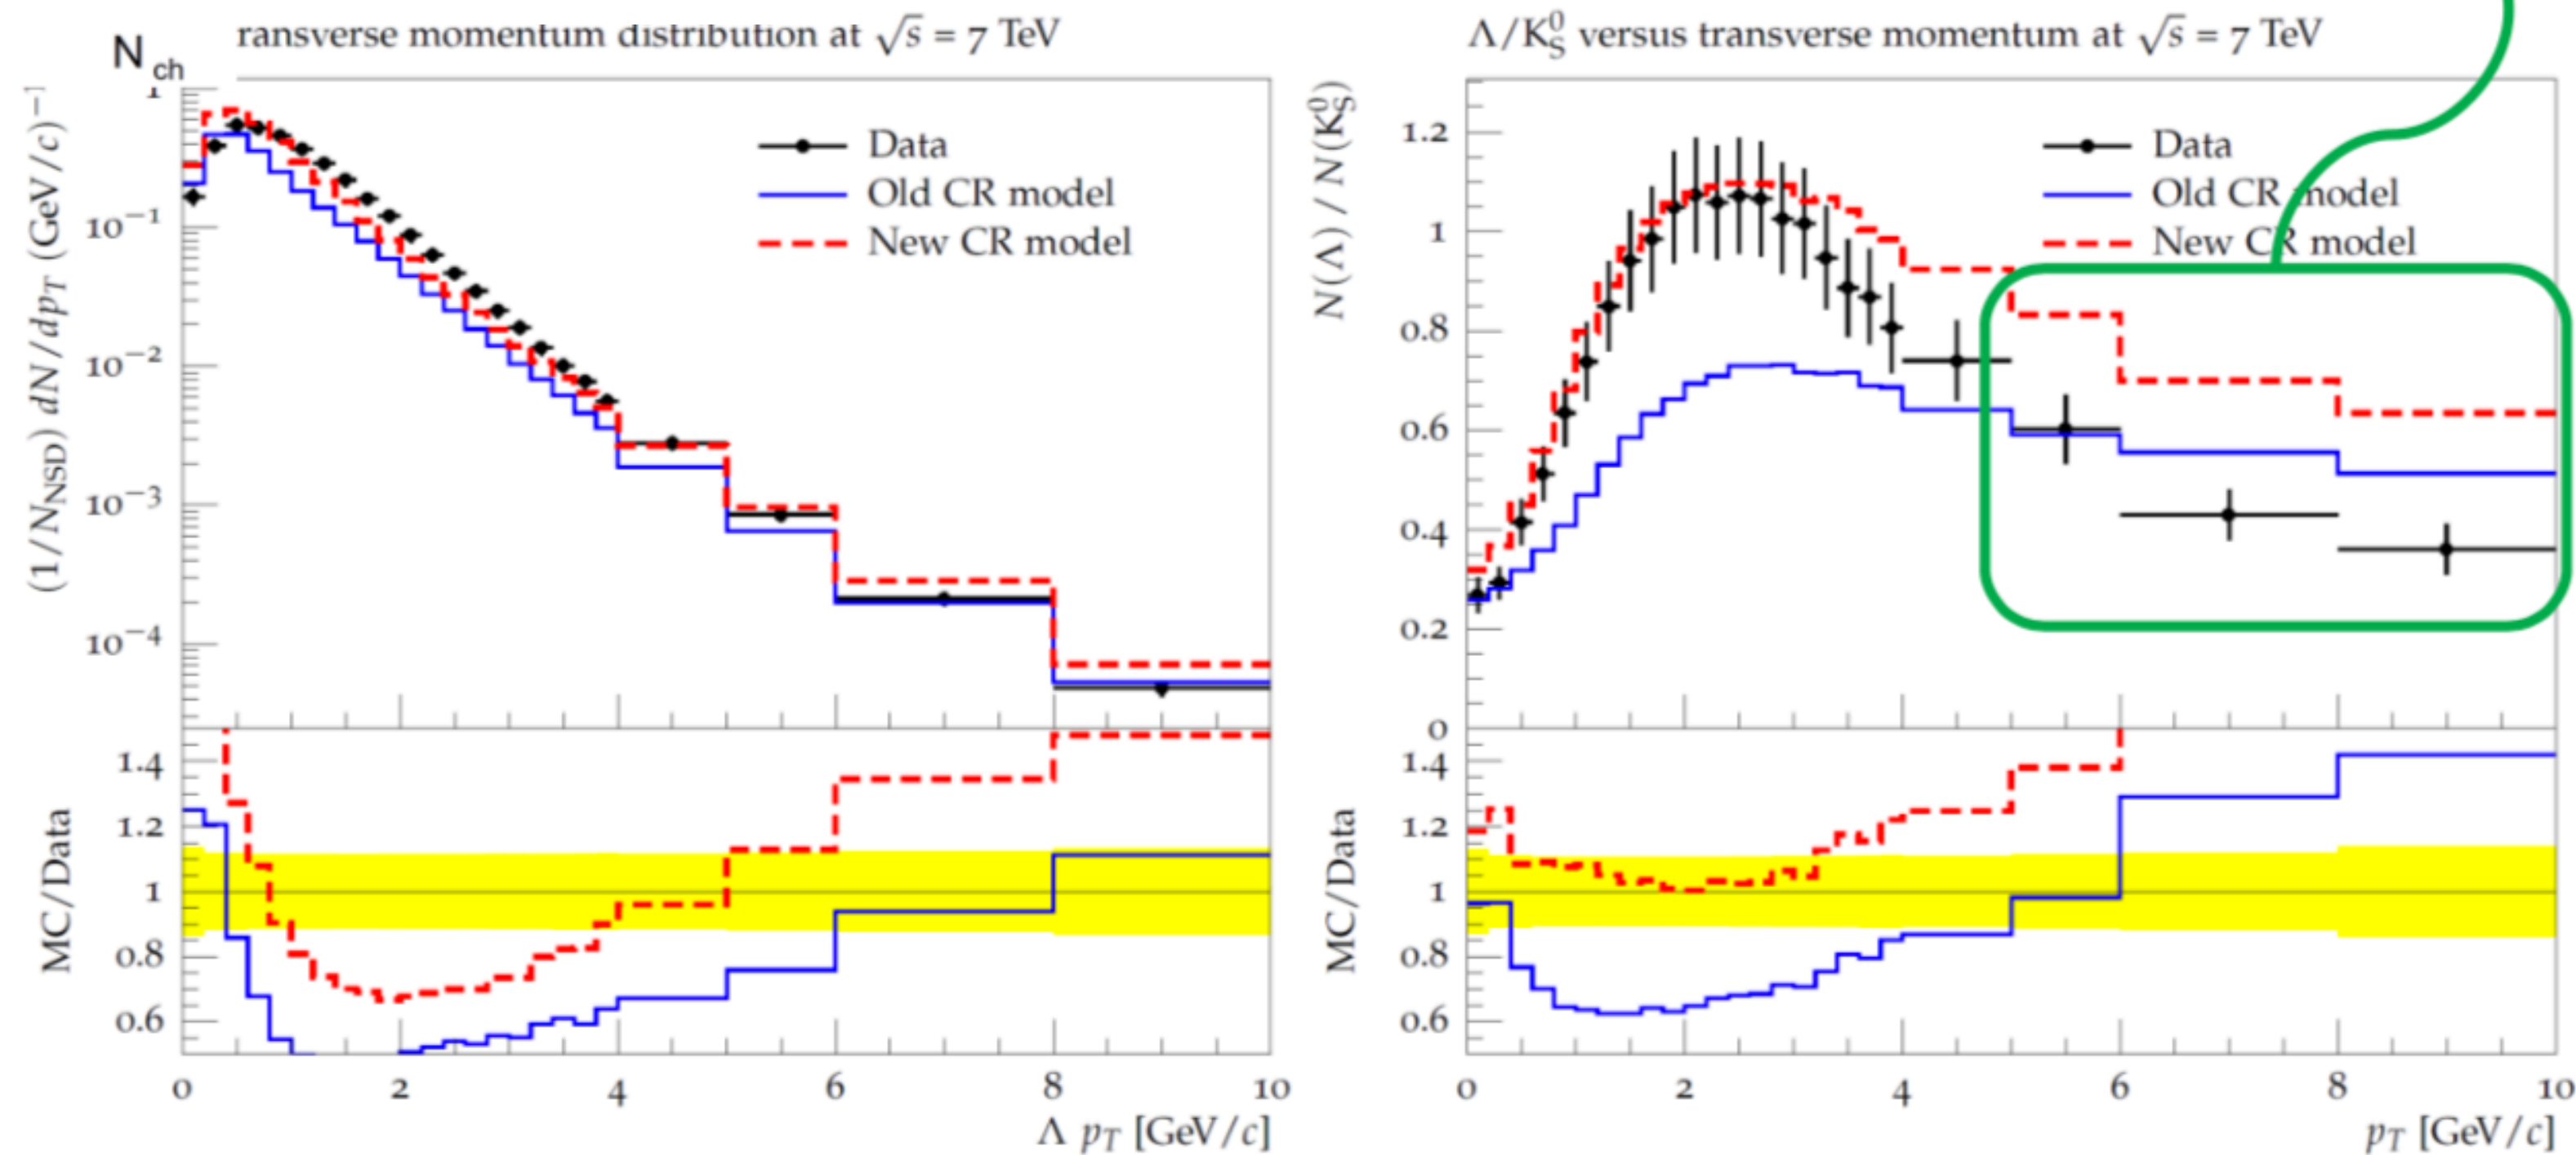 N ch
ransverse momentum distribution at √s = 7 TeV
(1/N_NSD) dN/dp_T (GeV/c)⁻¹
1
10⁻¹
10⁻²
10⁻³
10⁻⁴
Data
Old CR model
New CR model
MC/Data
1.4
1.2
1
0.8
0.6
0 2 4 6 8 10
Λ p_T [GeV/c]
Λ/K⁰_S versus transverse momentum at √s = 7 TeV
N(Λ) / N(K⁰_S)
1.2
1
0.8
0.6
0.4
0.2
0
Data
Old CR model
New CR model
MC/Data
1.4
1.2
1
0.8
0.6
0 2 4 6 8 10
p_T [GeV/c]